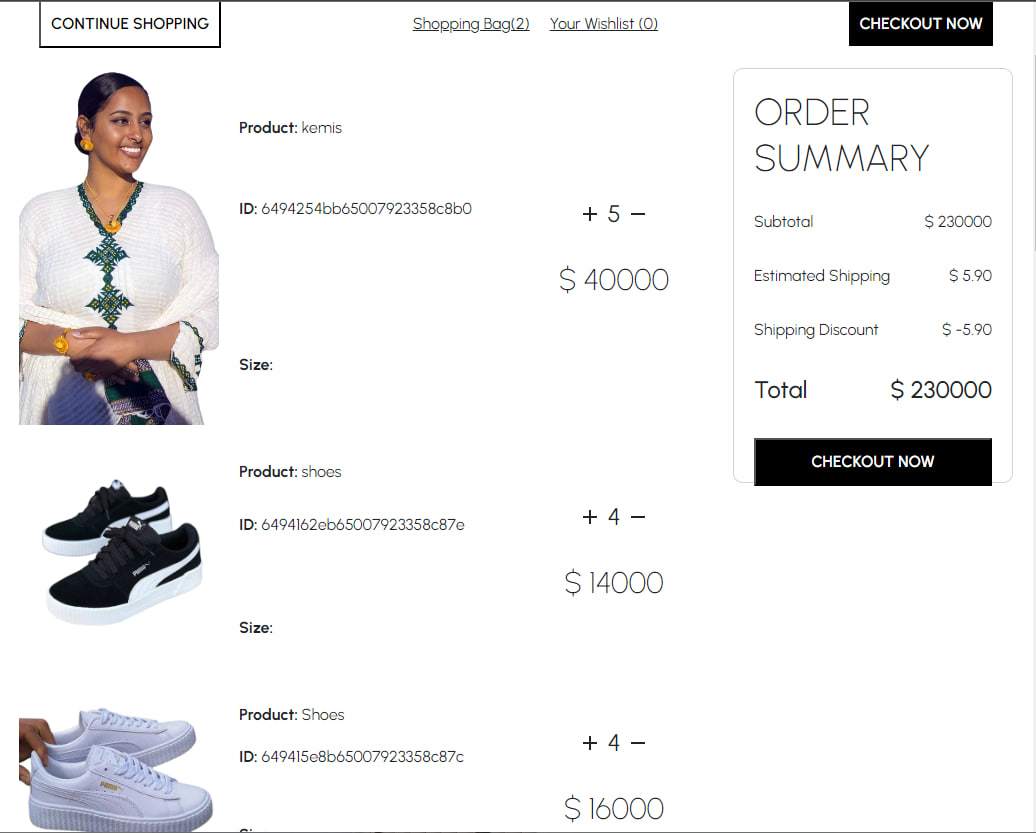 CONTINUE SHOPPING
Shopping Bag(2)
Your Wishlist (0)
CHECKOUT NOW
Product: kemis
ID: 6494254bb65007923358c8b0
+ 5 −
$ 40000
Size:
ORDER
SUMMARY
Subtotal $ 230000
Estimated Shipping $ 5.90
Shipping Discount $ -5.90
Total $ 230000
CHECKOUT NOW
Product: shoes
ID: 6494162eb65007923358c87e
+ 4 −
$ 14000
Size:
PUMA
Product: Shoes
ID: 649415e8b65007923358c87c
+ 4 −
$ 16000
PUMA